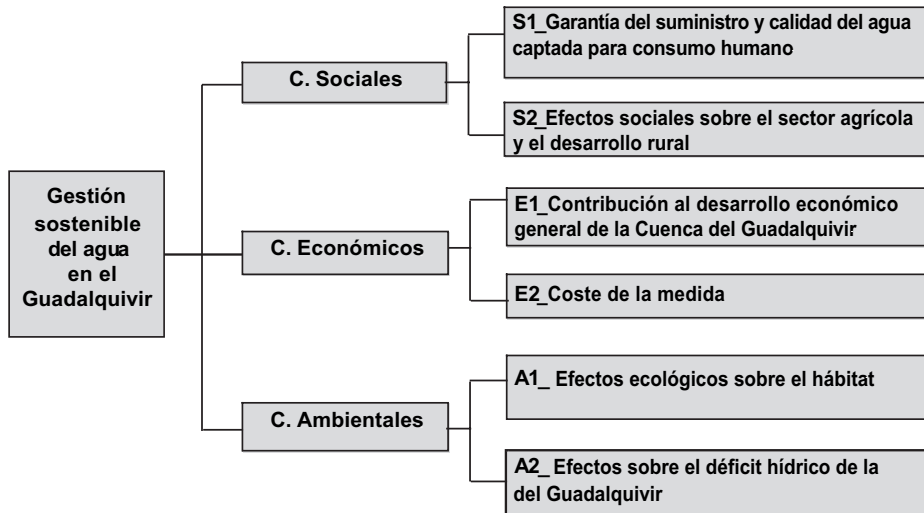 Gestión
sostenible
del agua
en el
Guadalquivir
C. Sociales
S1_Garantía del suministro y calidad del agua
captada para consumo humano
S2_Efectos sociales sobre el sector agrícola
y el desarrollo rural
C. Económicos
E1_Contribución al desarrollo económico
general de la Cuenca del Guadalquivir
E2_Coste de la medida
C. Ambientales
A1_ Efectos ecológicos sobre el hábitat
A2_ Efectos sobre el déficit hídrico de la
del Guadalquivir